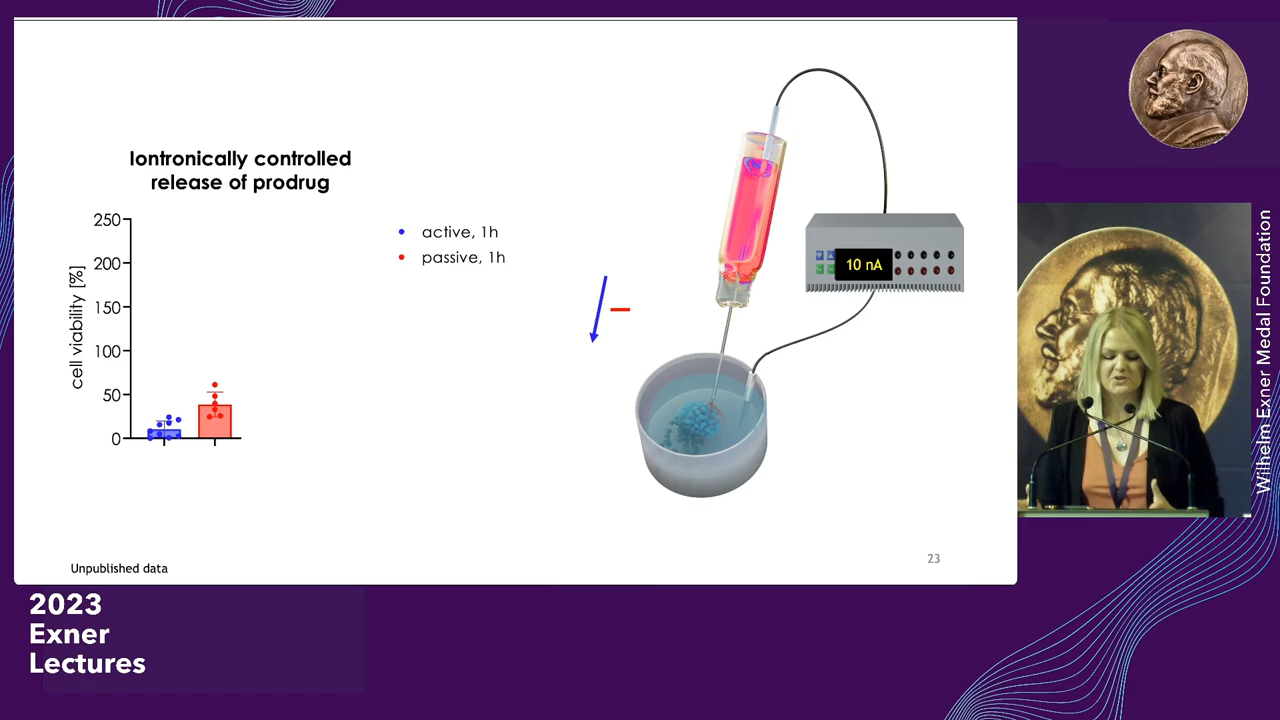 Iontronically controlled
release of prodrug
250
200
150
100
50
0
cell viability [%]
active, 1h
passive, 1h
10 nA
Unpublished data
23
2023
Exner
Lectures
Wilhelm Exner Medal Foundation